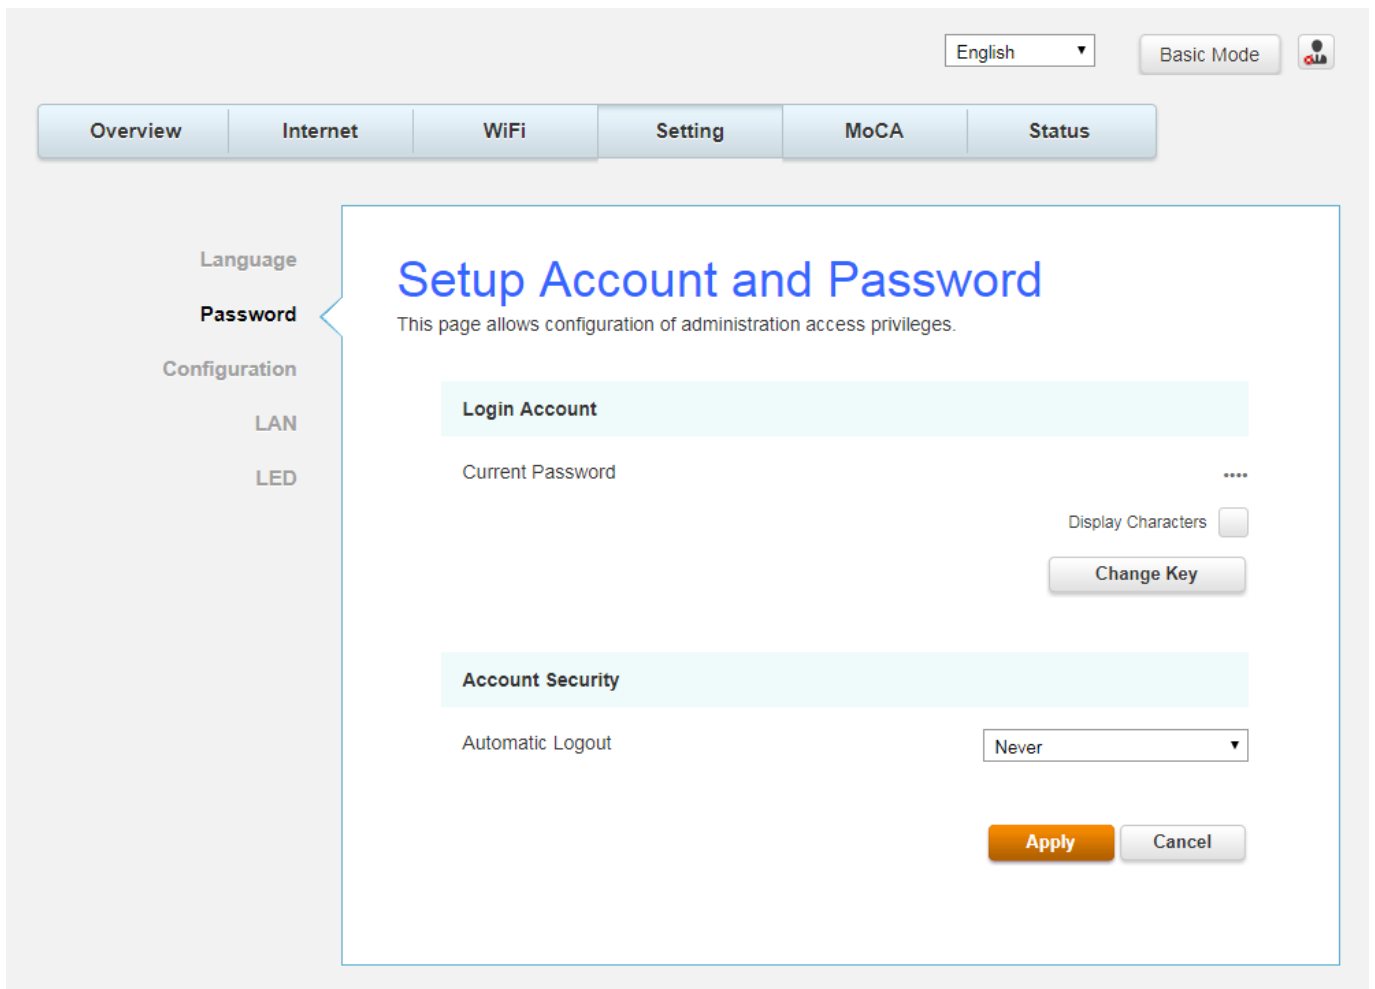 English
Basic Mode
Overview Internet WiFi Setting MoCA Status
Language
Password
Configuration
LAN
LED
Setup Account and Password
This page allows configuration of administration access privileges.
Login Account
Current Password ••••
Display Characters
Change Key
Account Security
Automatic Logout Never
Apply Cancel